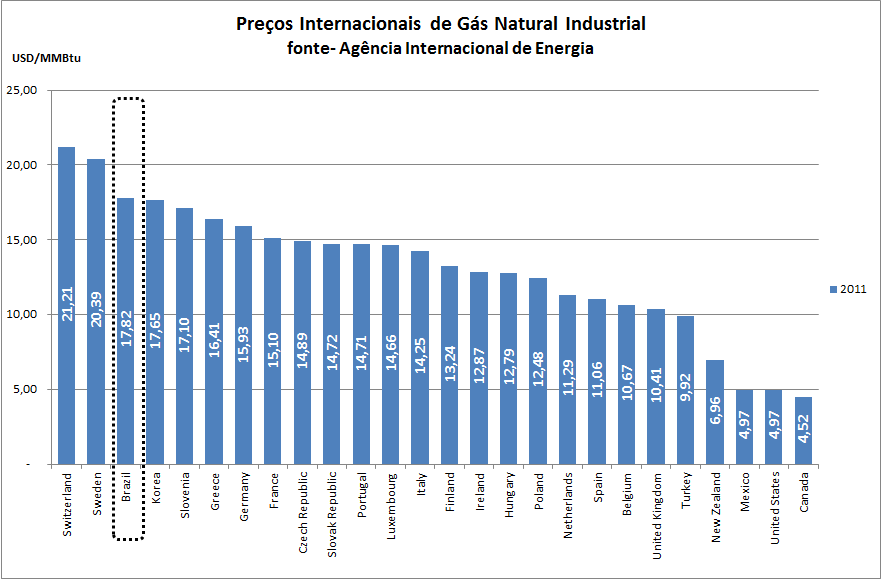 Preços Internacionais de Gás Natural Industrial
fonte- Agência Internacional de Energia
USD/MMBtu
25,00
20,00
15,00
10,00
5,00
-
21,21
20,39
17,82
17,65
17,10
16,41
15,93
15,10
14,89
14,72
14,71
14,66
14,25
13,24
12,87
12,79
12,48
11,29
11,06
10,67
10,41
9,92
6,96
4,97
4,97
4,52
2011
Switzerland
Sweden
Brazil
Korea
Slovenia
Greece
Germany
France
Czech Republic
Slovak Republic
Portugal
Luxembourg
Italy
Finland
Ireland
Hungary
Poland
Netherlands
Spain
Belgium
United Kingdom
Turkey
New Zealand
Mexico
United States
Canada